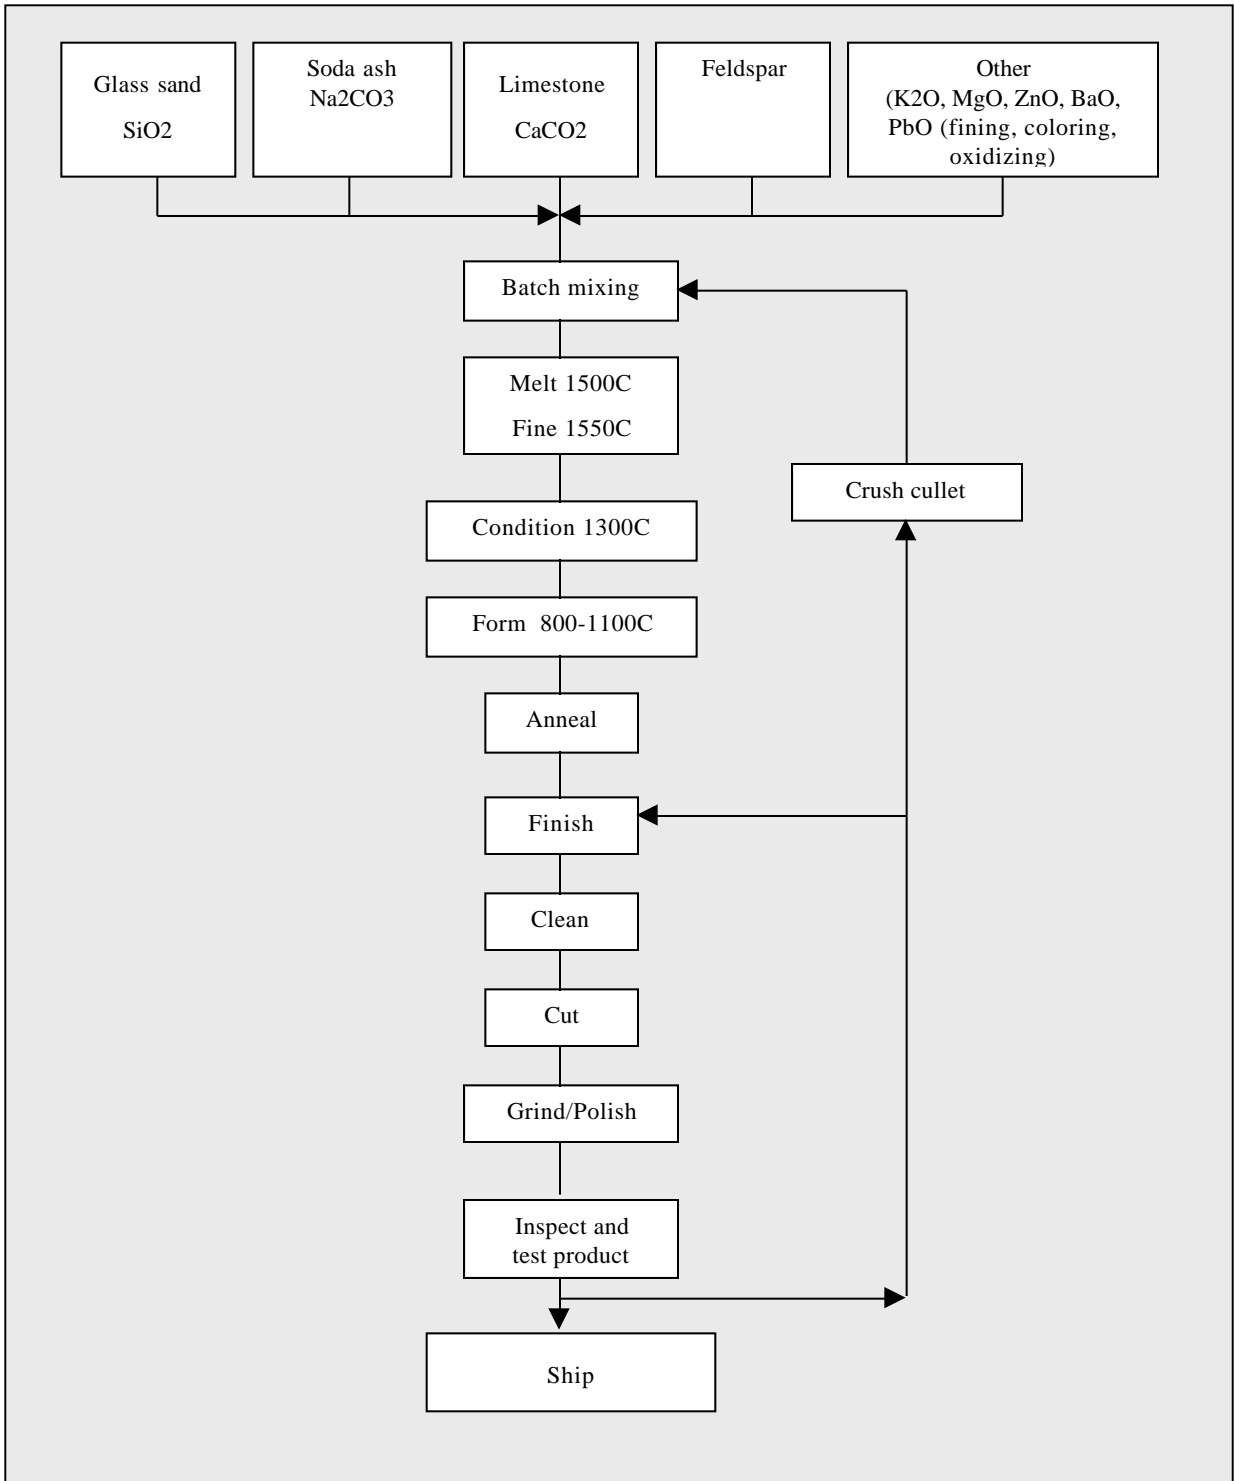 Glass sand
SiO2
Soda ash
Na2CO3
Limestone
CaCO2
Feldspar
Other
(K2O, MgO, ZnO, BaO,
PbO (fining, coloring,
oxidizing)
Batch mixing
Melt 1500C
Fine 1550C
Crush cullet
Condition 1300C
Form  800-1100C
Anneal
Finish
Clean
Cut
Grind/Polish
Inspect and
test product
Ship